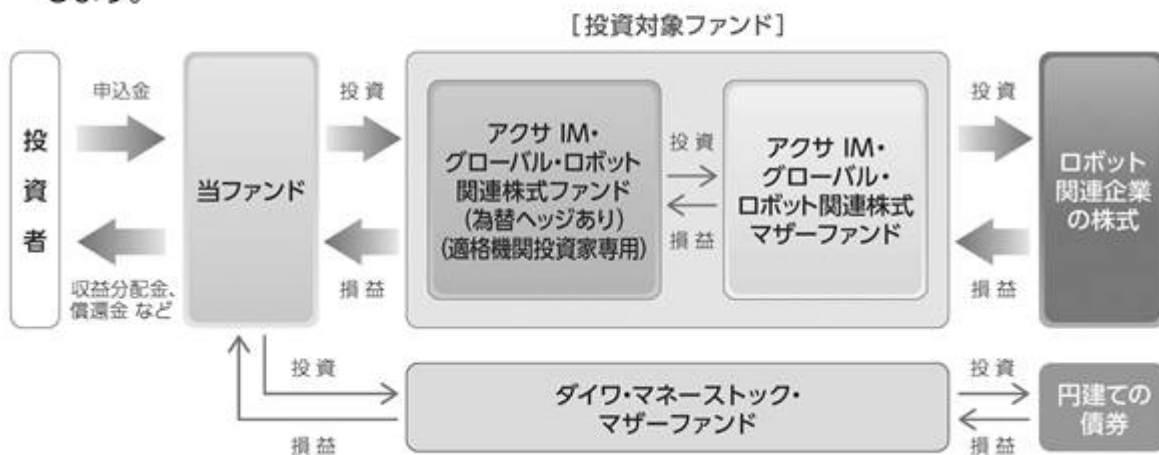 します。
[投資対象ファンド]
投資者
申込金
収益分配金、
償還金 など
当ファンド
投資
損益
アクサ IM・
グローバル・ロボット
関連株式ファンド
(為替ヘッジあり)
(適格機関投資家専用)
投資
損益
アクサ IM・
グローバル・
ロボット関連株式
マザーファンド
投資
損益
ロボット
関連企業
の株式
投資
損益
ダイワ・マネーストック・
マザーファンド
投資
損益
円建ての
債券